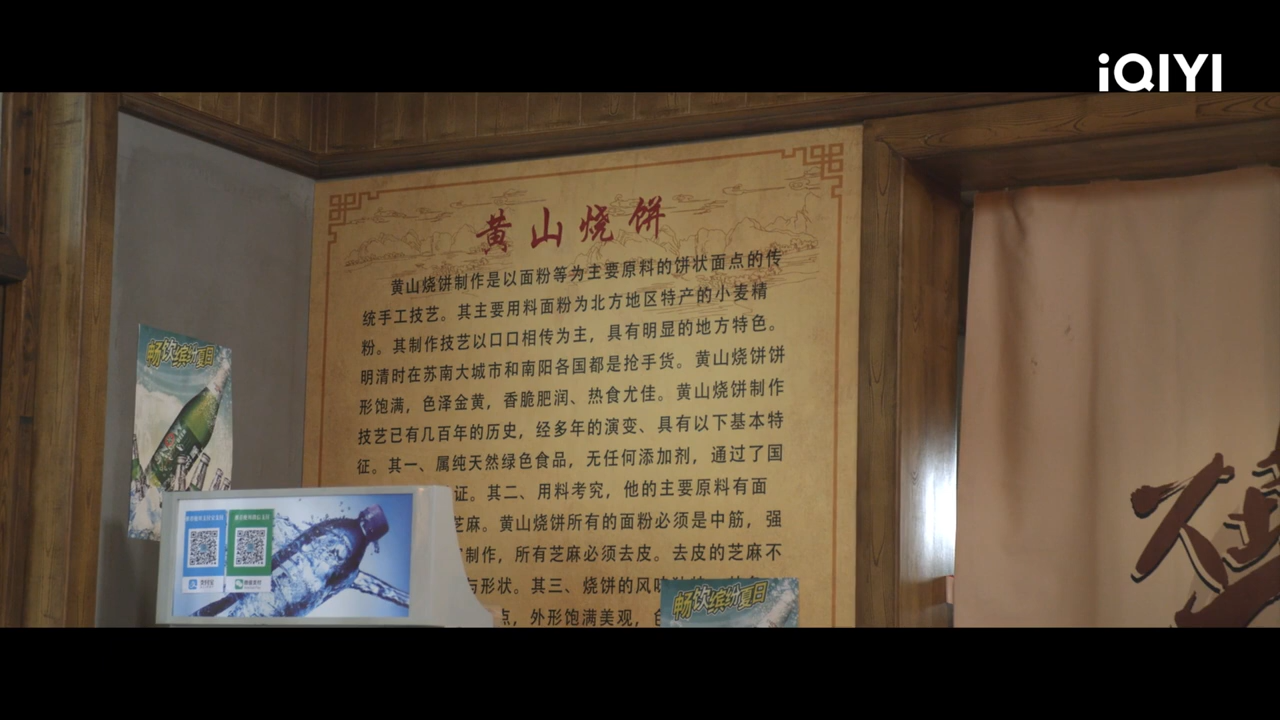 iQIYI
黄山烧饼
黄山烧饼制作是以面粉等为主要原料的饼状面点的传
统手工技艺。其主要用料面粉为北方地区特产的小麦精
粉。其制作技艺以口口相传为主，具有明显的地方特色。
明清时在苏南大城市和南阳各国都是抢手货。黄山烧饼饼
形饱满，色泽金黄，香脆肥润、热食尤佳。黄山烧饼制作
技艺已有几百年的历史，经多年的演变、具有以下基本特
征。其一、属纯天然绿色食品，无任何添加剂，通过了国
证。其二、用料考究，他的主要原料有面
芝麻。黄山烧饼所有的面粉必须是中筋，强
制作，所有芝麻必须去皮。去皮的芝麻不
与形状。其三、烧饼的风味
点，外形饱满美观，
畅饮缤纷夏日
畅饮缤纷夏日